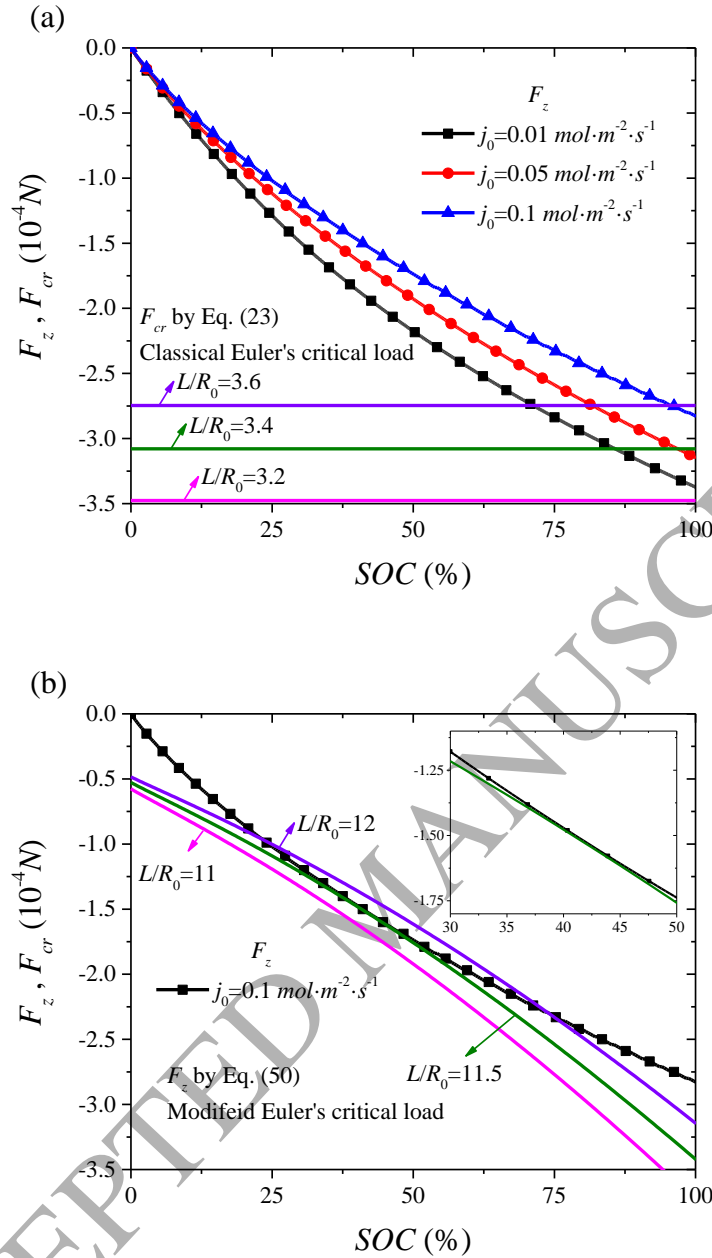 (a)
0.0
-0.5
-1.0
-1.5
-2.0
-2.5
-3.0
-3.5
F_z , F_cr (10^-4 N)
F_z
j_0=0.01 mol·m^-2·s^-1
j_0=0.05 mol·m^-2·s^-1
j_0=0.1 mol·m^-2·s^-1
F_cr by Eq. (23)
Classical Euler's critical load
L/R_0=3.6
L/R_0=3.4
L/R_0=3.2
0 25 50 75 100
SOC (%)
(b)
0.0
-0.5
-1.0
-1.5
-2.0
-2.5
-3.0
-3.5
F_z , F_cr (10^-4 N)
-1.25
-1.50
-1.75
30 35 40 45 50
L/R_0=12
L/R_0=11
F_z
j_0=0.1 mol·m^-2·s^-1
L/R_0=11.5
F_z by Eq. (50)
Modifeid Euler's critical load
0 25 50 75 100
SOC (%)
EPTED MANUSC